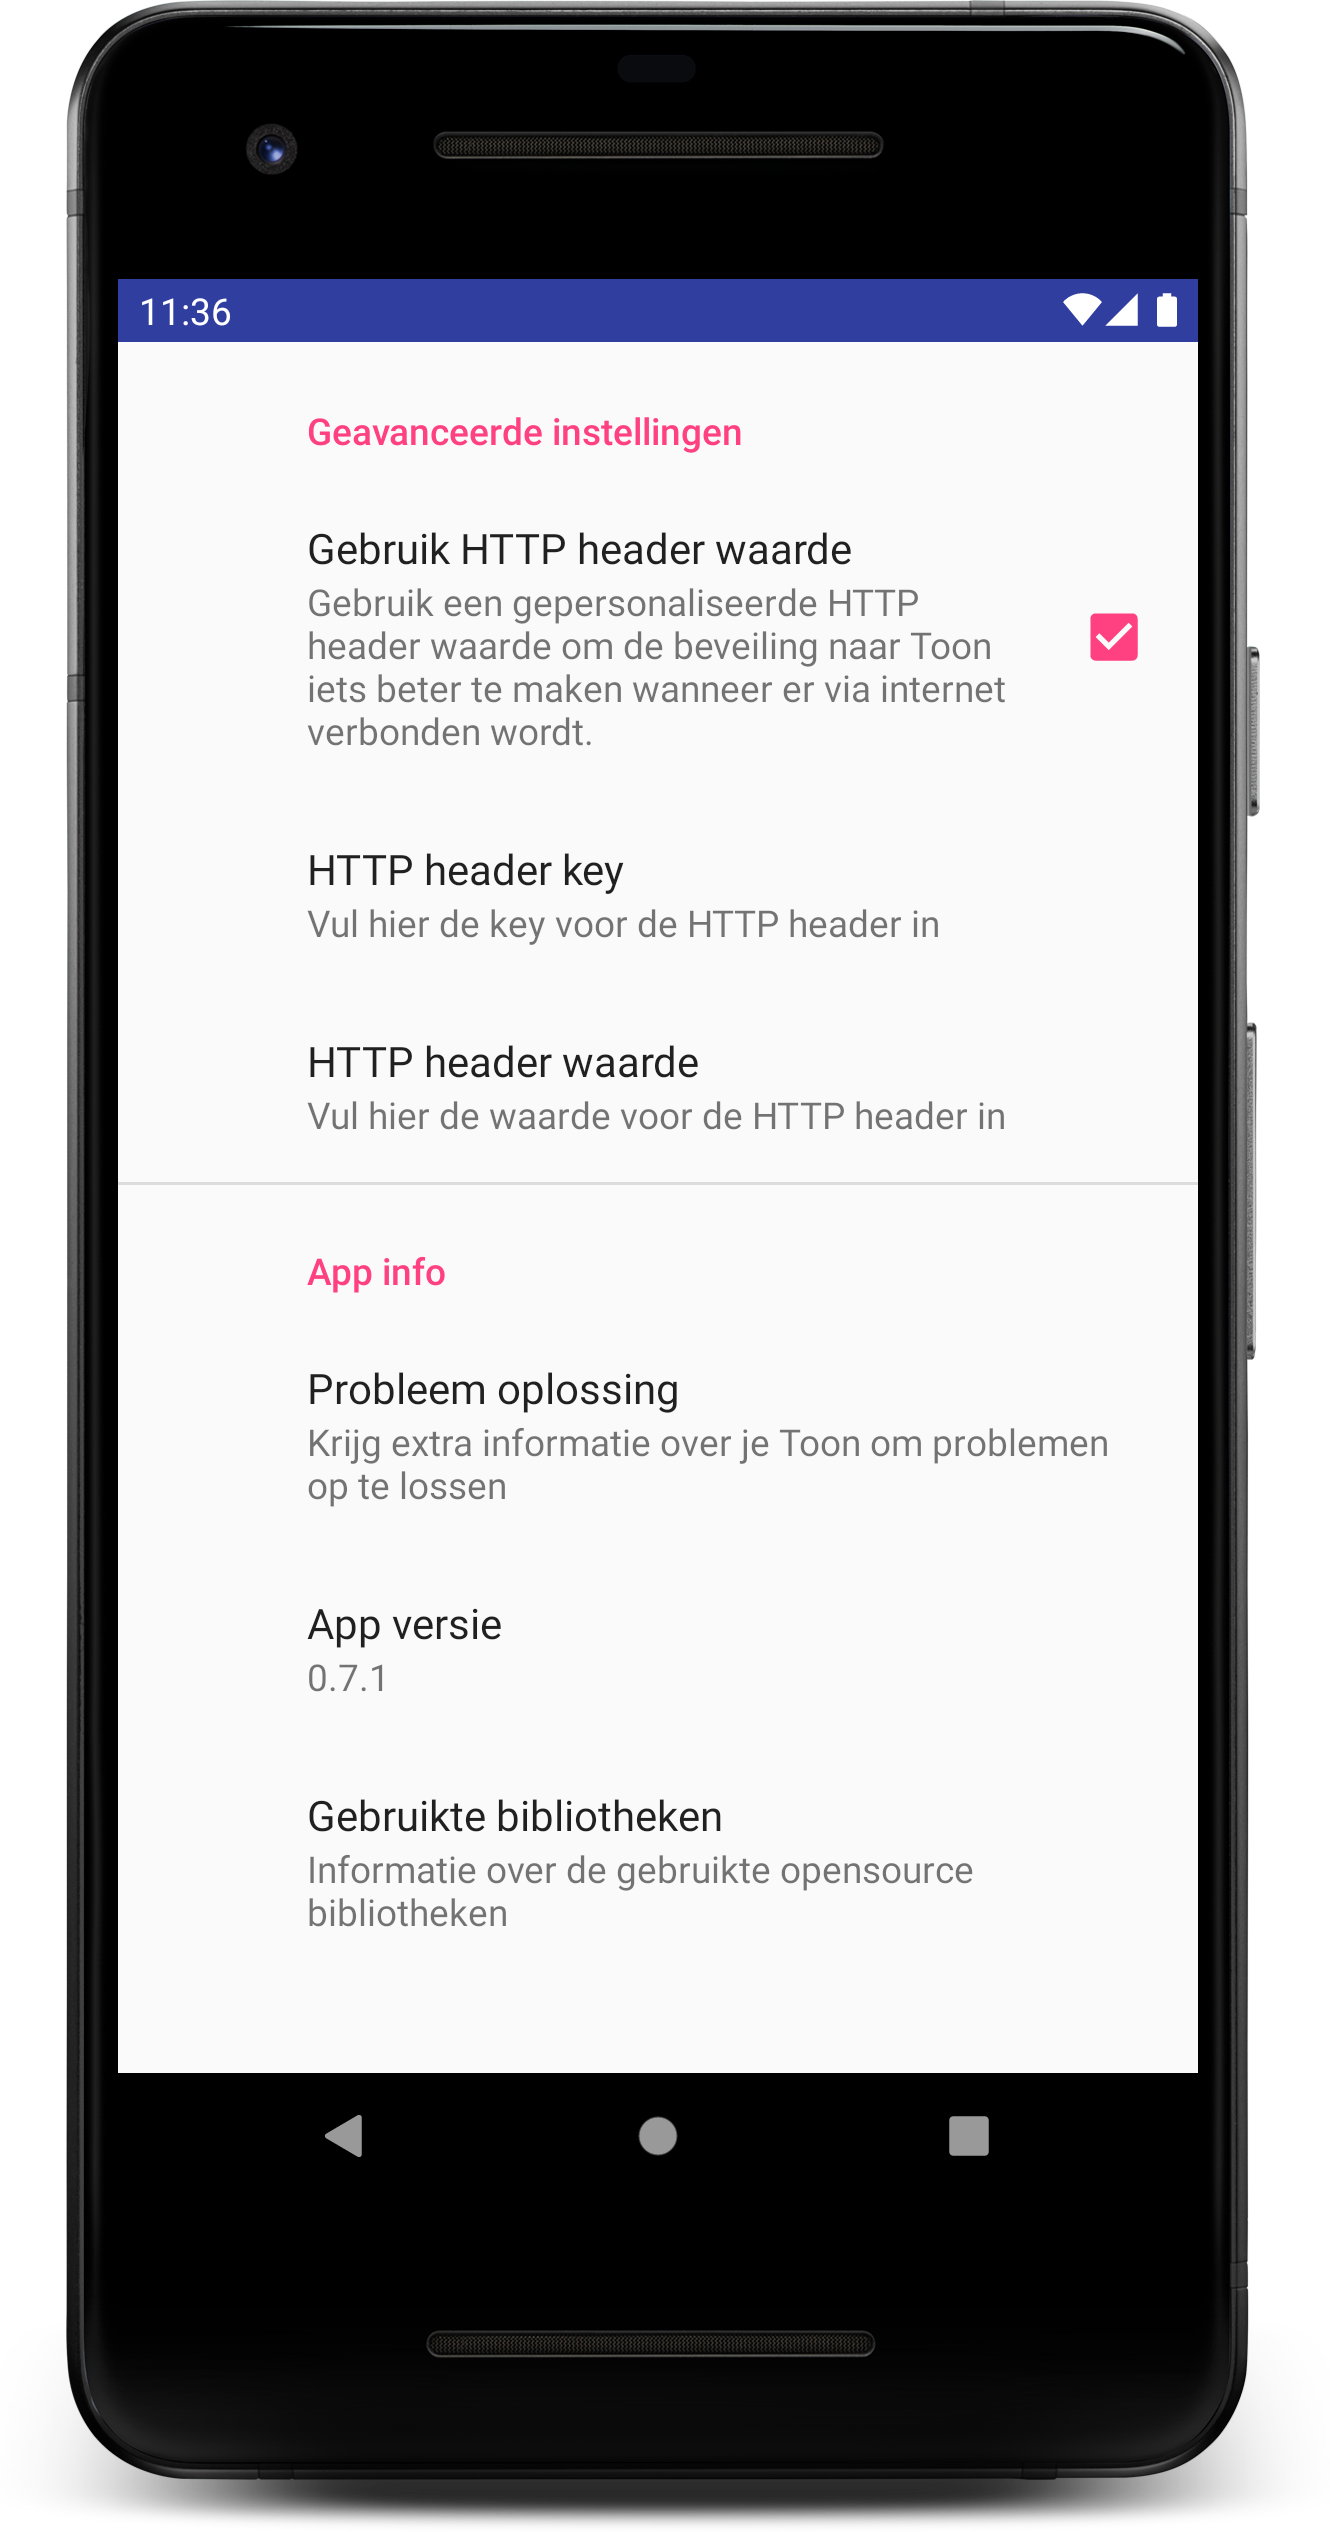 11:36
Geavanceerde instellingen
Gebruik HTTP header waarde
Gebruik een gepersonaliseerde HTTP
header waarde om de beveiling naar Toon
iets beter te maken wanneer er via internet
verbonden wordt.
HTTP header key
Vul hier de key voor de HTTP header in
HTTP header waarde
Vul hier de waarde voor de HTTP header in
App info
Probleem oplossing
Krijg extra informatie over je Toon om problemen
op te lossen
App versie
0.7.1
Gebruikte bibliotheken
Informatie over de gebruikte opensource
bibliotheken